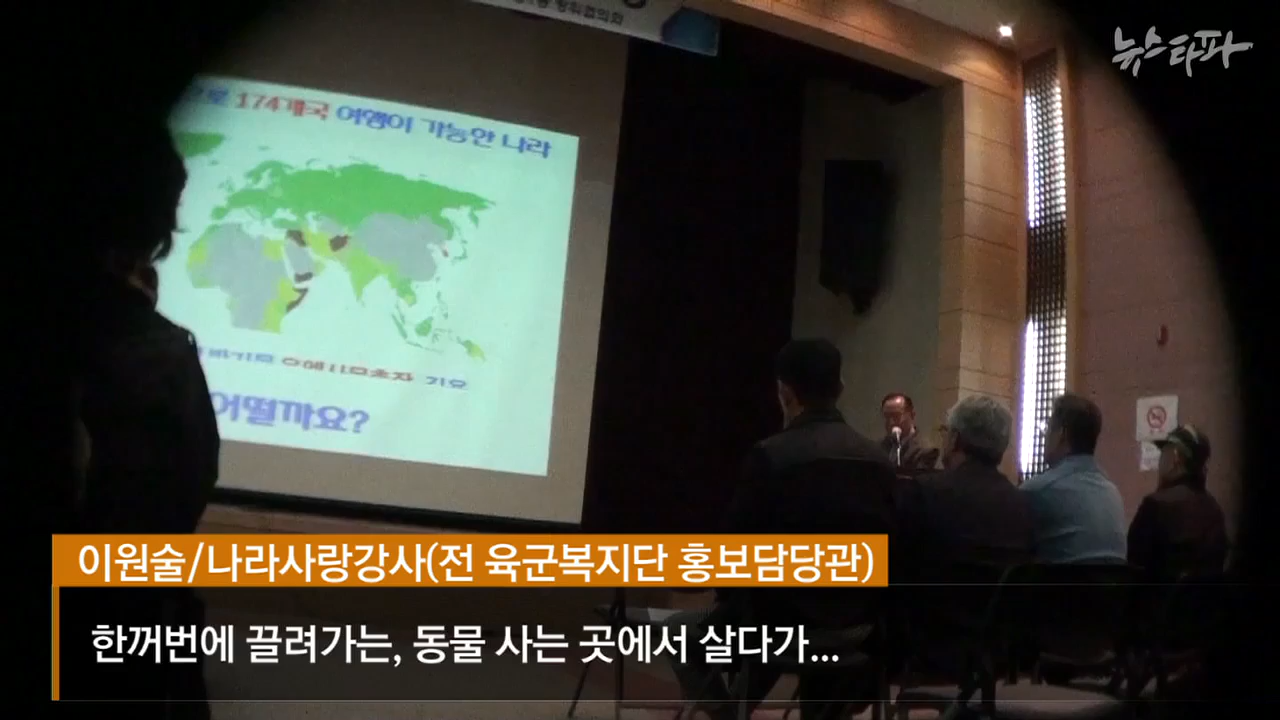 뉴스타파
174개국 여행이 가능한 나라
어떨까요?
이원술/나라사랑강사(전 육군복지단 홍보담당관)
한꺼번에 끌려가는, 동물 사는 곳에서 살다가...